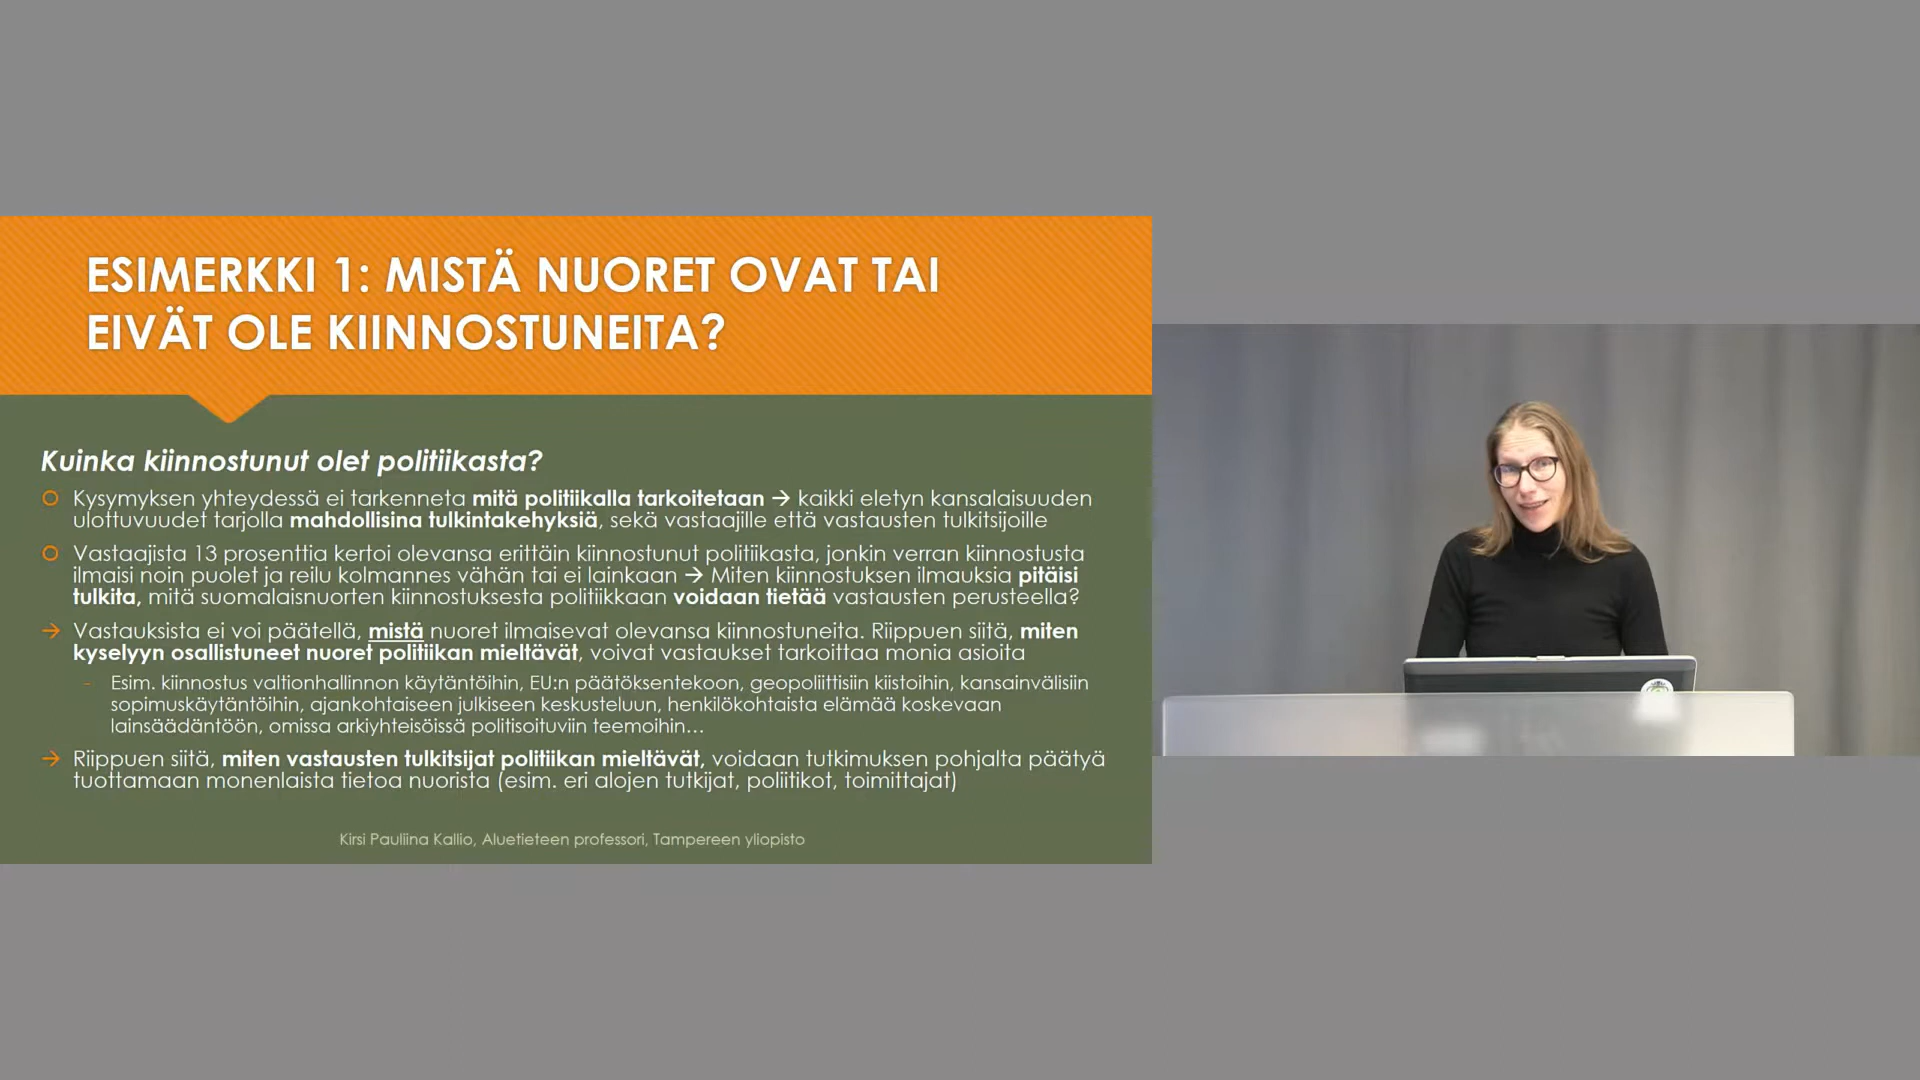 ESIMERKKI 1: MISTÄ NUORET OVAT TAI
EIVÄT OLE KIINNOSTUNEITA?
Kuinka kiinnostunut olet politiikasta?
Kysymyksen yhteydessä ei tarkenneta mitä politiikalla tarkoitetaan → kaikki eletyn kansalaisuuden
ulottuvuudet tarjolla mahdollisina tulkintakehyksiä, sekä vastaajille että vastausten tulkitsijoille
Vastaajista 13 prosenttia kertoi olevansa erittäin kiinnostunut politiikasta, jonkin verran kiinnostusta
ilmaisi noin puolet ja reilu kolmannes vähän tai ei lainkaan → Miten kiinnostuksen ilmauksia pitäisi
tulkita, mitä suomalaisnuorten kiinnostuksesta politiikkaan voidaan tietää vastausten perusteella?
→ Vastauksista ei voi päätellä, mistä nuoret ilmaisevat olevansa kiinnostuneita. Riippuen siitä, miten
kyselyyn osallistuneet nuoret politiikan mieltävät, voivat vastaukset tarkoittaa monia asioita
- Esim. kiinnostus valtionhallinnon käytäntöihin, EU:n päätöksentekoon, geopoliittisiin kiistoihin, kansainvälisiin
sopimuskäytäntöihin, ajankohtaiseen julkiseen keskusteluun, henkilökohtaista elämää koskevaan
lainsäädäntöön, omissa arkiyhteisöissä politisoituviin teemoihin...
→ Riippuen siitä, miten vastausten tulkitsijat politiikan mieltävät, voidaan tutkimuksen pohjalta päätyä
tuottamaan monenlaista tietoa nuorista (esim. eri alojen tutkijat, poliitikot, toimittajat)
Kirsi Pauliina Kallio, Aluetieteen professori, Tampereen yliopisto